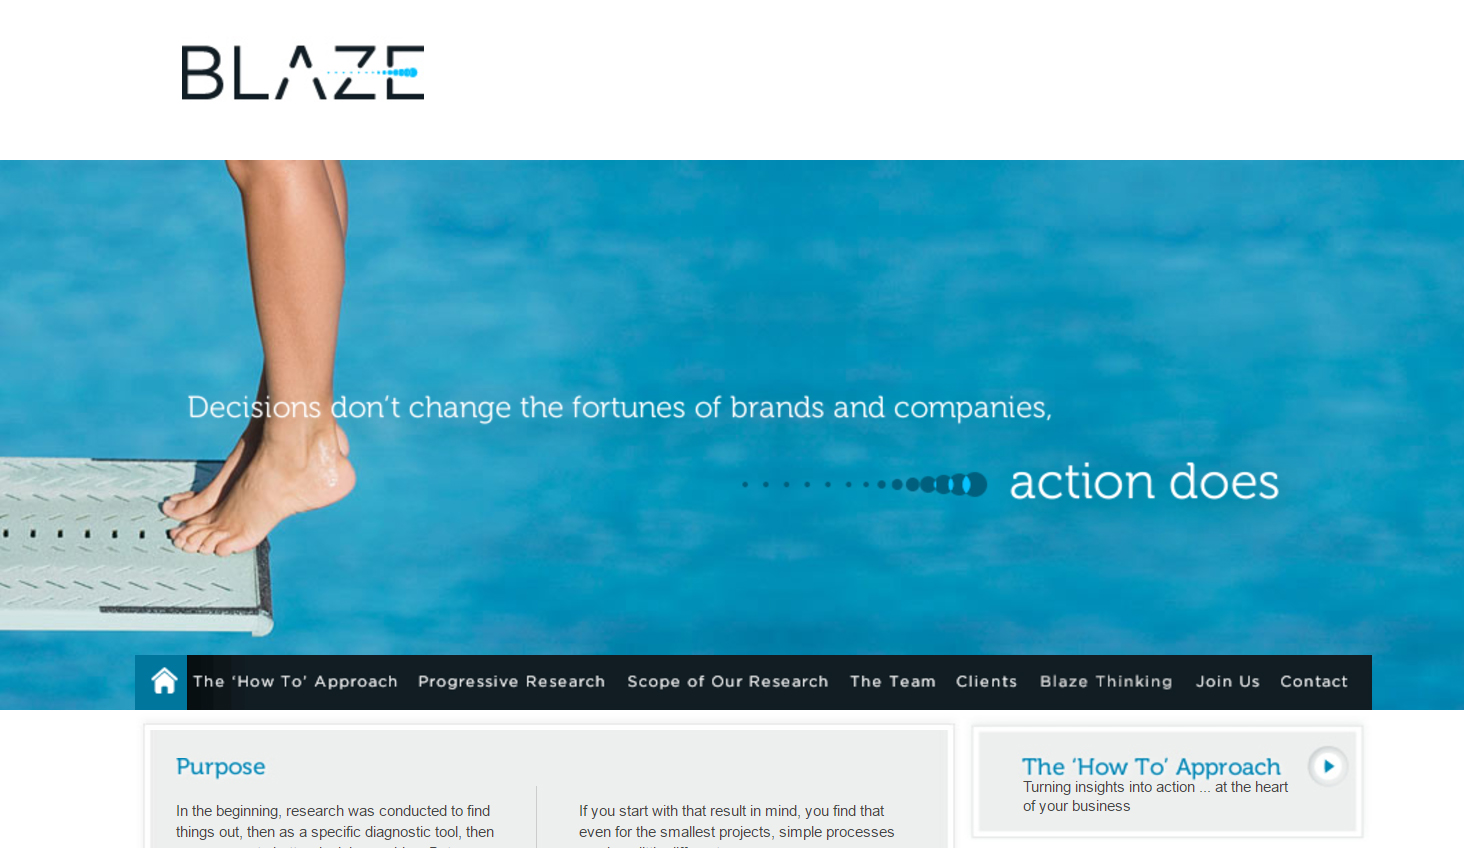 BLAZE
Decisions don't change the fortunes of brands and companies,
action does
The 'How To' Approach Progressive Research Scope of Our Research The Team Clients Blaze Thinking Join Us Contact
Purpose
In the beginning, research was conducted to find
things out, then as a specific diagnostic tool, then
If you start with that result in mind, you find that
even for the smallest projects, simple processes
The 'How To' Approach
Turning insights into action ... at the heart
of your business